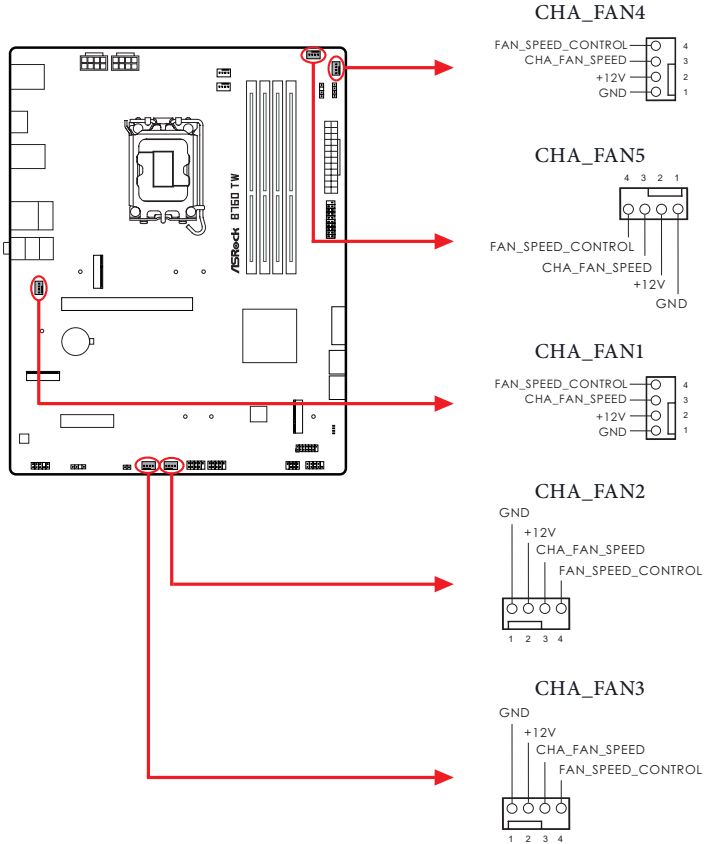 CHA_FAN4
FAN_SPEED_CONTROL 4
CHA_FAN_SPEED 3
+12V 2
GND 1
CHA_FAN5
4 3 2 1
FAN_SPEED_CONTROL
CHA_FAN_SPEED
+12V
GND
ASRock B760 TW
CHA_FAN1
FAN_SPEED_CONTROL 4
CHA_FAN_SPEED 3
+12V 2
GND 1
CHA_FAN2
GND
+12V
CHA_FAN_SPEED
FAN_SPEED_CONTROL
1 2 3 4
CHA_FAN3
GND
+12V
CHA_FAN_SPEED
FAN_SPEED_CONTROL
1 2 3 4